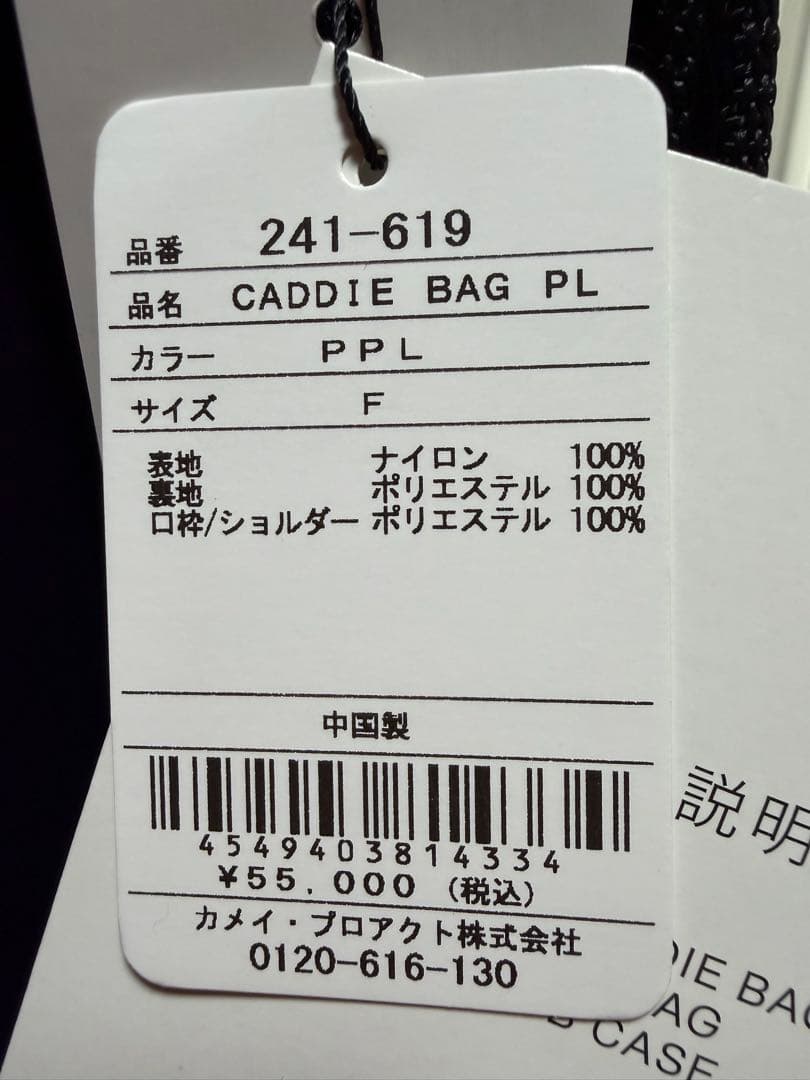 品番 241-619
品名 CADDIE BAG PL
カラー PPL
サイズ F
表地 ナイロン 100%
裏地 ポリエステル 100%
口枠/ショルダー ポリエステル 100%
中国製
4549403814334
¥55,000 (税込)
カメイ・プロアクト株式会社
0120-616-130
説明
DIE BAG
AG
CASE